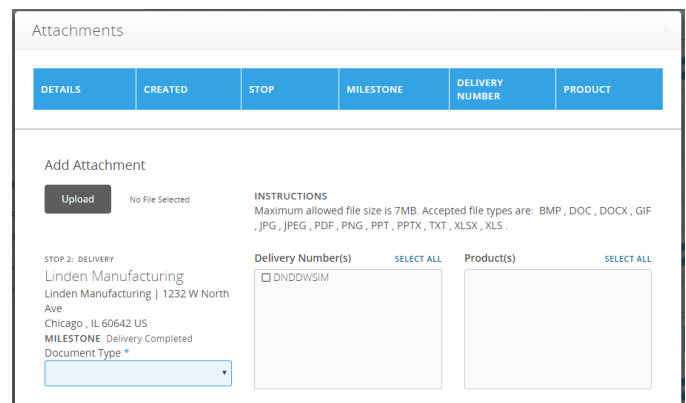 Attachments
DETAILS CREATED STOP MILESTONE DELIVERY NUMBER PRODUCT
Add Attachment
Upload No File Selected
INSTRUCTIONS
Maximum allowed file size is 7MB. Accepted file types are: BMP , DOC , DOCX , GIF
, JPG , JPEG , PDF , PNG , PPT , PPTX , TXT , XLSX , XLS .
STOP 2: DELIVERY
Linden Manufacturing
Linden Manufacturing | 1232 W North
Ave
Chicago , IL 60642 US
MILESTONE Delivery Completed
Document Type *
Delivery Number(s) SELECT ALL
DNDDWSIM
Product(s) SELECT ALL